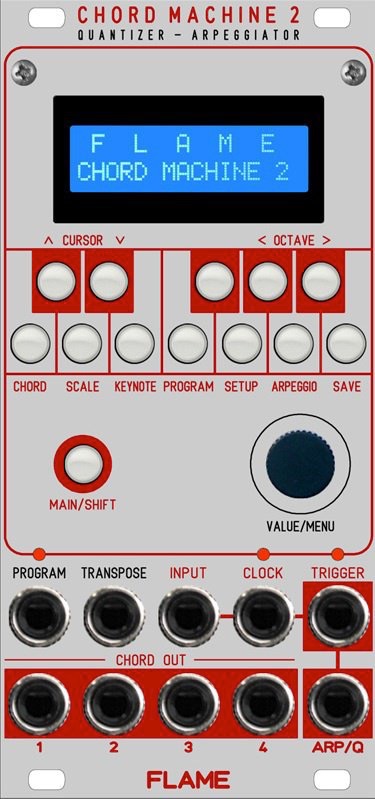 CHORD MACHINE 2
QUANTIZER - ARPEGGIATOR
F L A M E
CHORD MACHINE 2
^ CURSOR v < OCTAVE >
CHORD SCALE KEYNOTE PROGRAM SETUP ARPEGGIO SAVE
MAIN/SHIFT
VALUE/MENU
PROGRAM TRANSPOSE INPUT CLOCK TRIGGER
CHORD OUT
1 2 3 4 ARP/Q
FLAME